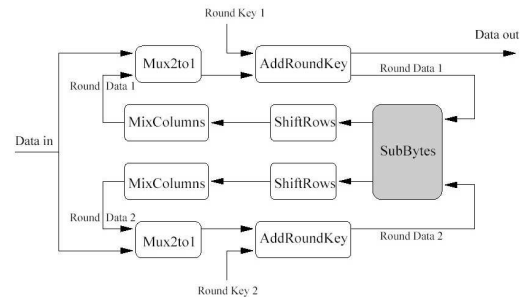 Round Key 1
Data out
Mux2to1
AddRoundKey
Round Data 1
Round Data 1
MixColumns
ShiftRows
Data in
SubBytes
MixColumns
ShiftRows
Round Data 2
Mux2to1
AddRoundKey
Round Data 2
Round Key 2